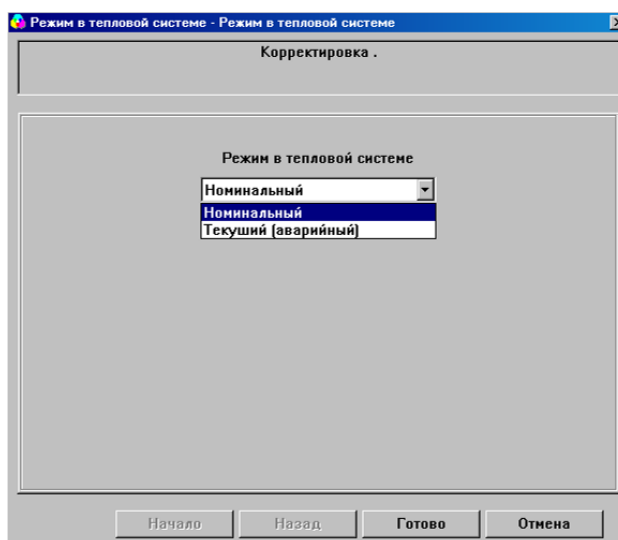 Режим в тепловой системе - Режим в тепловой системе
Корректировка .
Режим в тепловой системе
Номинальный
Номинальный
Текуший (аварийный)
Начало
Назад
Готово
Отмена